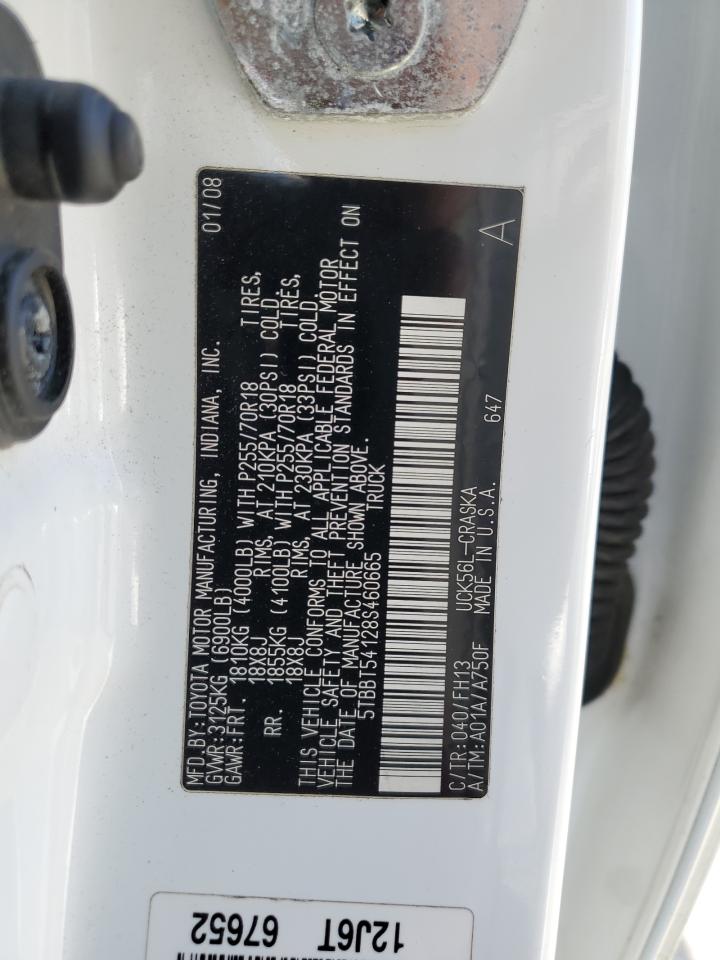 MFD.BY:TOYOTA MOTOR MANUFACTURING, INDIANA, INC. 01/08
GVWR:3125KG (6900LB)
GAWR:FRT. 1810KG (4000LB) WITH P255/70R18 TIRES,
18X8J RIMS, AT 210KPA (30PSI) COLD.
RR. 1855KG (4100LB) WITH P255/70R18 TIRES,
18X8J RIMS, AT 230KPA (33PSI) COLD.
THIS VEHICLE CONFORMS TO ALL APPLICABLE FEDERAL MOTOR
VEHICLE SAFETY AND THEFT PREVENTION STANDARDS IN EFFECT ON
THE DATE OF MANUFACTURE SHOWN ABOVE.
5TBBT54128S460665 TRUCK
C/TR:040/FH13 UCK56L-CRASKA 647 A
A/TM:A01A/A750F MADE IN U.S.A.
12J6T 67652